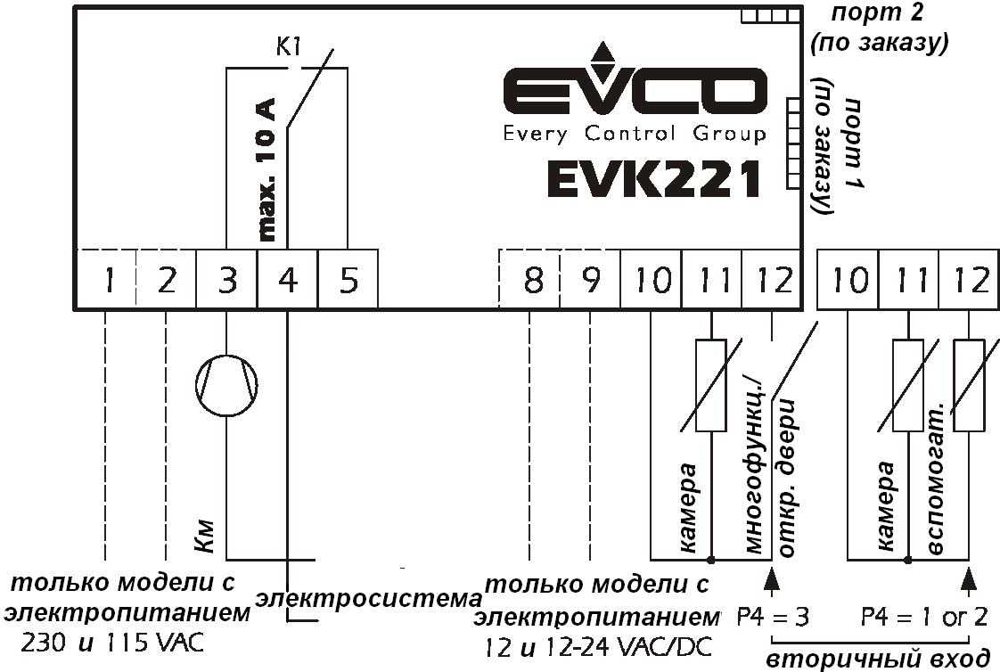 порт 2
(по заказу)
K1
EVCO
Every Control Group
EVK221
max. 10 A
порт 1
(по заказу)
1 2 3 4 5
8 9 10 11 12
10 11 12
Км
камера
многофункц./
откр. двери
камера
вспомогат.
только модели с
электропитанием
230 и 115 VAC
электросистема
только модели с
электропитанием
12 и 12-24 VAC/DC
P4 = 3
P4 = 1 or 2
вторичный вход